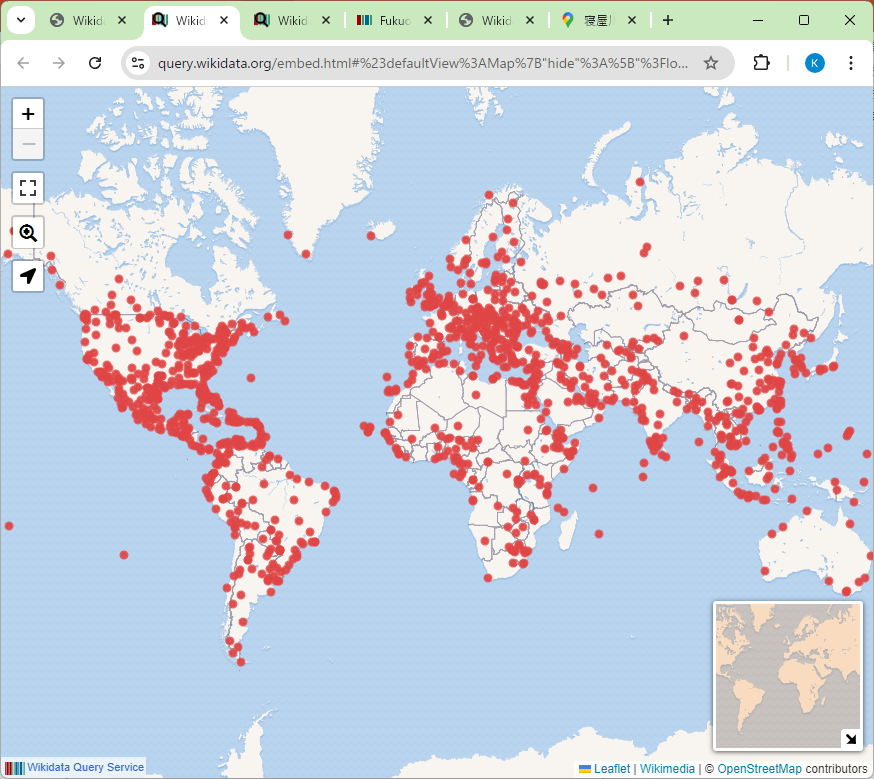 Wikid
Wikid
Wikid
Fukuo
Wikid
寝屋
query.wikidata.org/embed.html#%23defaultView%3AMap%7B"hide"%3A%5B"%3Flo...
K
+
−
Wikidata Query Service
Leaflet | Wikimedia | © OpenStreetMap contributors